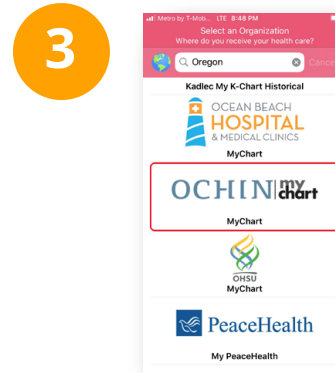 3
Metro by T-Mob... LTE 8:48 PM
Select an Organization
Where do you receive your health care?
Oregon
Cance
Kadlec My K-Chart Historical
OCEAN BEACH
HOSPITAL
& MEDICAL CLINICS
MyChart
OCHIN my
chart
MyChart
OHSU
MyChart
PeaceHealth
My PeaceHealth